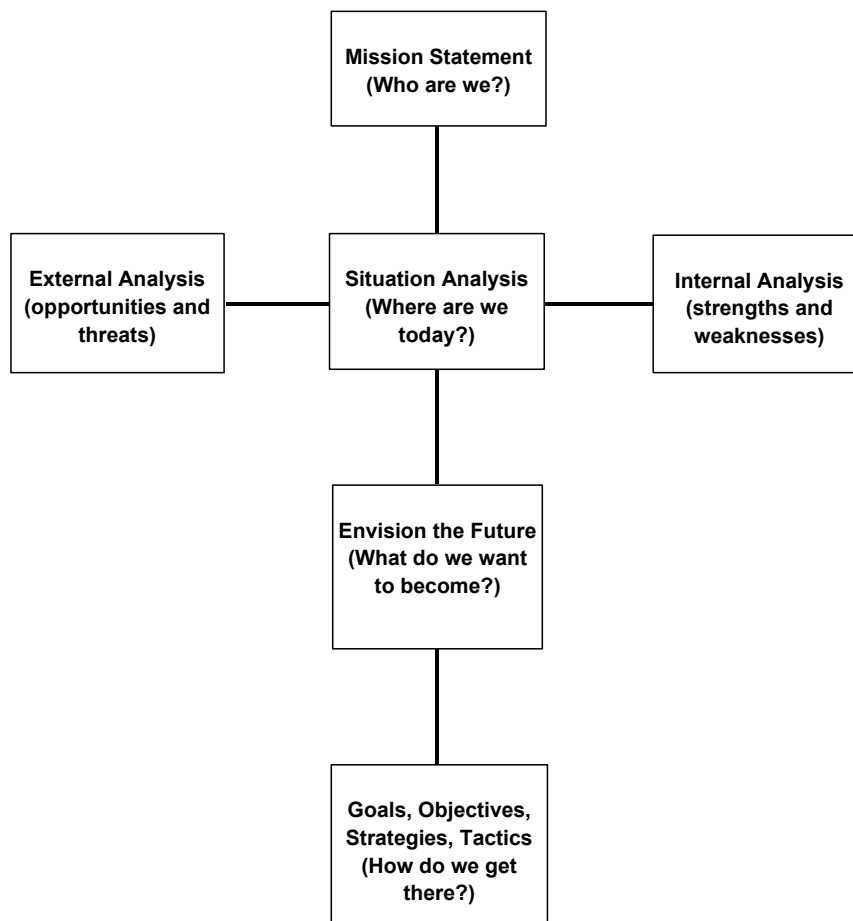 Mission Statement
(Who are we?)
External Analysis
(opportunities and
threats)
Situation Analysis
(Where are we
today?)
Internal Analysis
(strengths and
weaknesses)
Envision the Future
(What do we want
to become?)
Goals, Objectives,
Strategies, Tactics
(How do we get
there?)